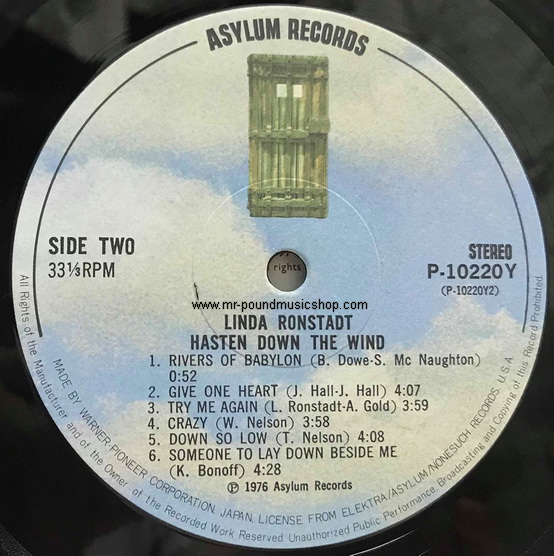 ASYLUM RECORDS
SIDE TWO
33⅓RPM
STEREO
P-10220Y
(P-10220Y2)
rights
www.mr-poundmusicshop.com
LINDA RONSTADT
HASTEN DOWN THE WIND
1. RIVERS OF BABYLON (B. Dowe-S. Mc Naughton)
0:52
2. GIVE ONE HEART (J. Hall-J. Hall) 4:07
3. TRY ME AGAIN (L. Ronstadt-A. Gold) 3:59
4. CRAZY (W. Nelson) 3:58
5. DOWN SO LOW (T. Nelson) 4:08
6. SOMEONE TO LAY DOWN BESIDE ME
(K. Bonoff) 4:28
Ⓟ 1976 Asylum Records
MADE BY WARNER-PIONEER CORPORATION JAPAN, LICENSE FROM ELEKTRA/ASYLUM/NONESUCH RECORDS, U.S.A.
All Rights of the Manufacturer and of the Owner of the Recorded Work Reserved Unauthorized Public Performance, Broadcasting and Copying of this Record Prohibited.